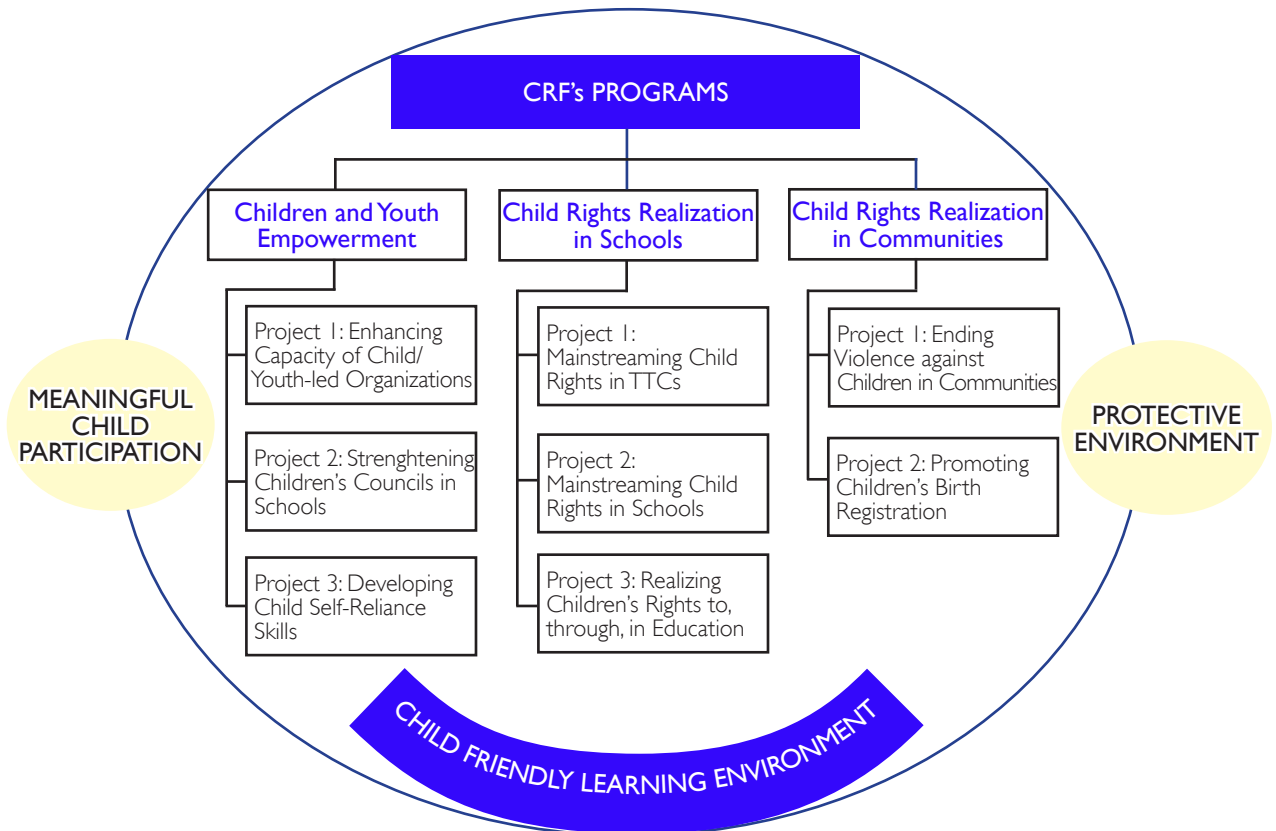 CRF's PROGRAMS
Children and Youth
Empowerment
Project 1: Enhancing
Capacity of Child/
Youth-led Organizations
Project 2: Strenghtening
Children's Councils in
Schools
Project 3: Developing
Child Self-Reliance
Skills
Child Rights Realization
in Schools
Project 1:
Mainstreaming Child
Rights in TTCs
Project 2:
Mainstreaming Child
Rights in Schools
Project 3: Realizing
Children's Rights to,
through, in Education
Child Rights Realization
in Communities
Project 1: Ending
Violence against
Children in Communities
Project 2: Promoting
Children's Birth
Registration
MEANINGFUL
CHILD
PARTICIPATION
PROTECTIVE
ENVIRONMENT
CHILD FRIENDLY LEARNING ENVIRONMENT